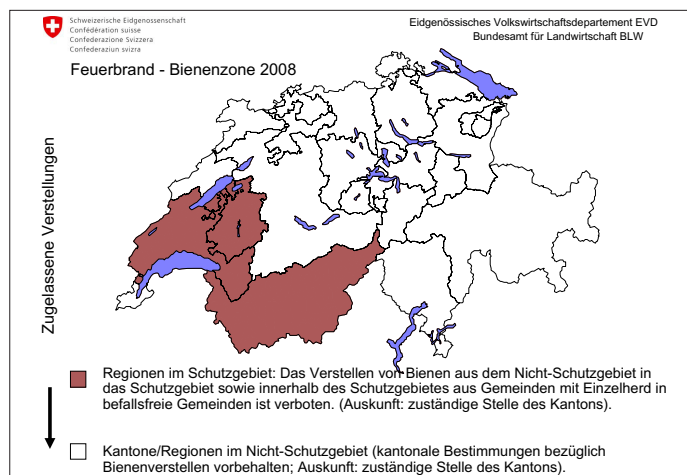 Schweizerische Eidgenossenschaft
Confédération suisse
Confederazione Svizzera
Confederaziun svizra
Eidgenössisches Volkswirtschaftsdepartement EVD
Bundesamt für Landwirtschaft BLW
Feuerbrand - Bienenzone 2008
Zugelassene Verstellungen
Regionen im Schutzgebiet: Das Verstellen von Bienen aus dem Nicht-Schutzgebiet in
das Schutzgebiet sowie innerhalb des Schutzgebietes aus Gemeinden mit Einzelherd in
befallsfreie Gemeinden ist verboten. (Auskunft: zuständige Stelle des Kantons).
Kantone/Regionen im Nicht-Schutzgebiet (kantonale Bestimmungen bezüglich
Bienenverstellen vorbehalten; Auskunft: zuständige Stelle des Kantons).